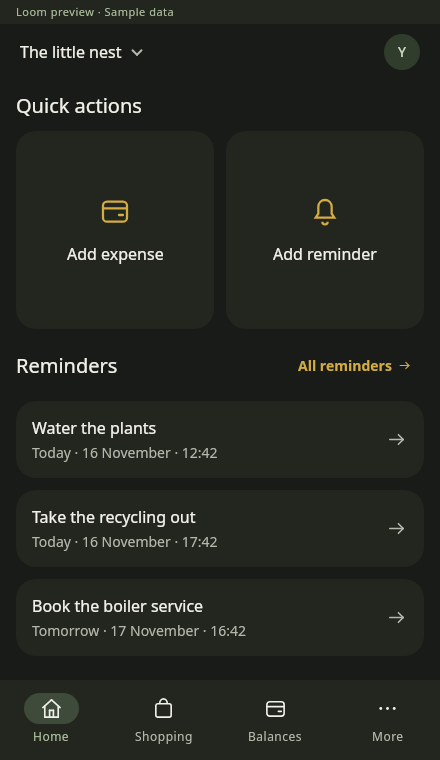 Loom preview · Sample data
The little nest
Y
Quick actions
Add expense
Add reminder
Reminders
All reminders →
Water the plants
Today · 16 November · 12:42
Take the recycling out
Today · 16 November · 17:42
Book the boiler service
Tomorrow · 17 November · 16:42
Home
Shopping
Balances
More